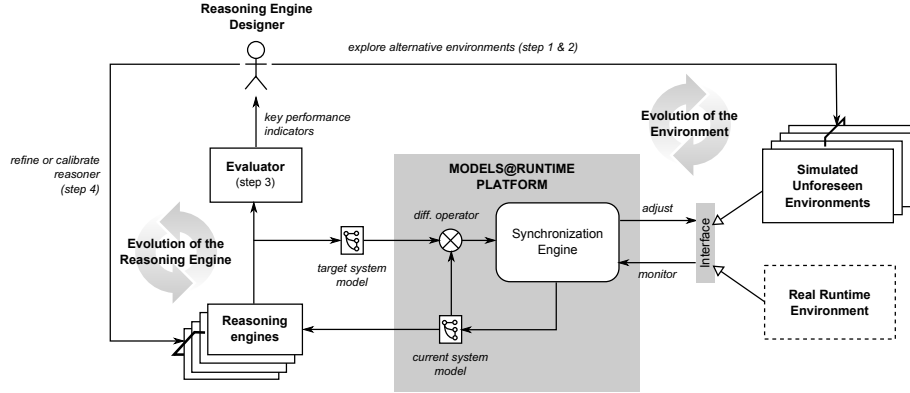 Reasoning Engine
Designer
explore alternative environments (step 1 & 2)
key performance
indicators
Evolution of the
Environment
refine or calibrate
reasoner
(step 4)
Evaluator
(step 3)
MODELS@RUNTIME
PLATFORM
Simulated
Unforeseen
Environments
diff. operator
Synchronization
Engine
adjust
Interface
monitor
Evolution of the
Reasoning Engine
target system
model
Real Runtime
Environment
Reasoning
engines
current system
model